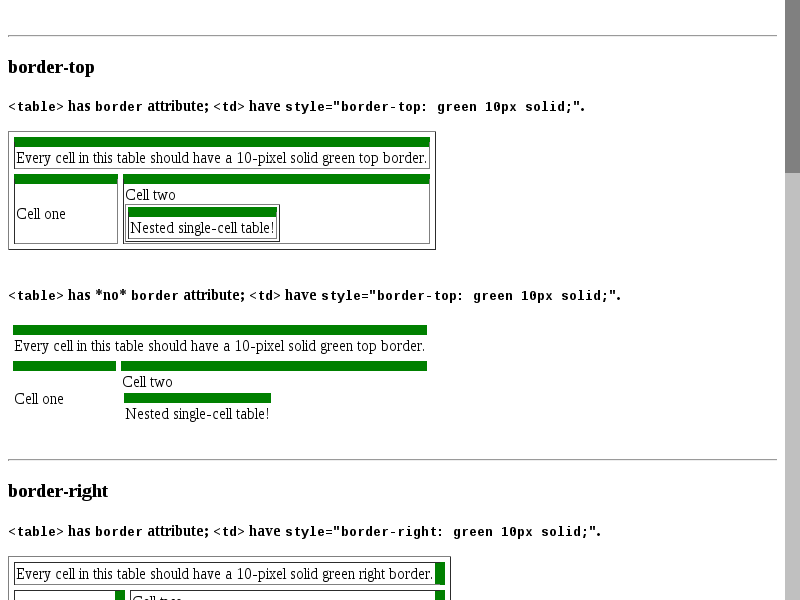 border-top
<table> has border attribute; <td> have style="border-top: green 10px solid;".
Every cell in this table should have a 10-pixel solid green top border.
Cell one
Cell two
Nested single-cell table!
<table> has *no* border attribute; <td> have style="border-top: green 10px solid;".
Every cell in this table should have a 10-pixel solid green top border.
Cell one
Cell two
Nested single-cell table!
border-right
<table> has border attribute; <td> have style="border-right: green 10px solid;".
Every cell in this table should have a 10-pixel solid green right border.